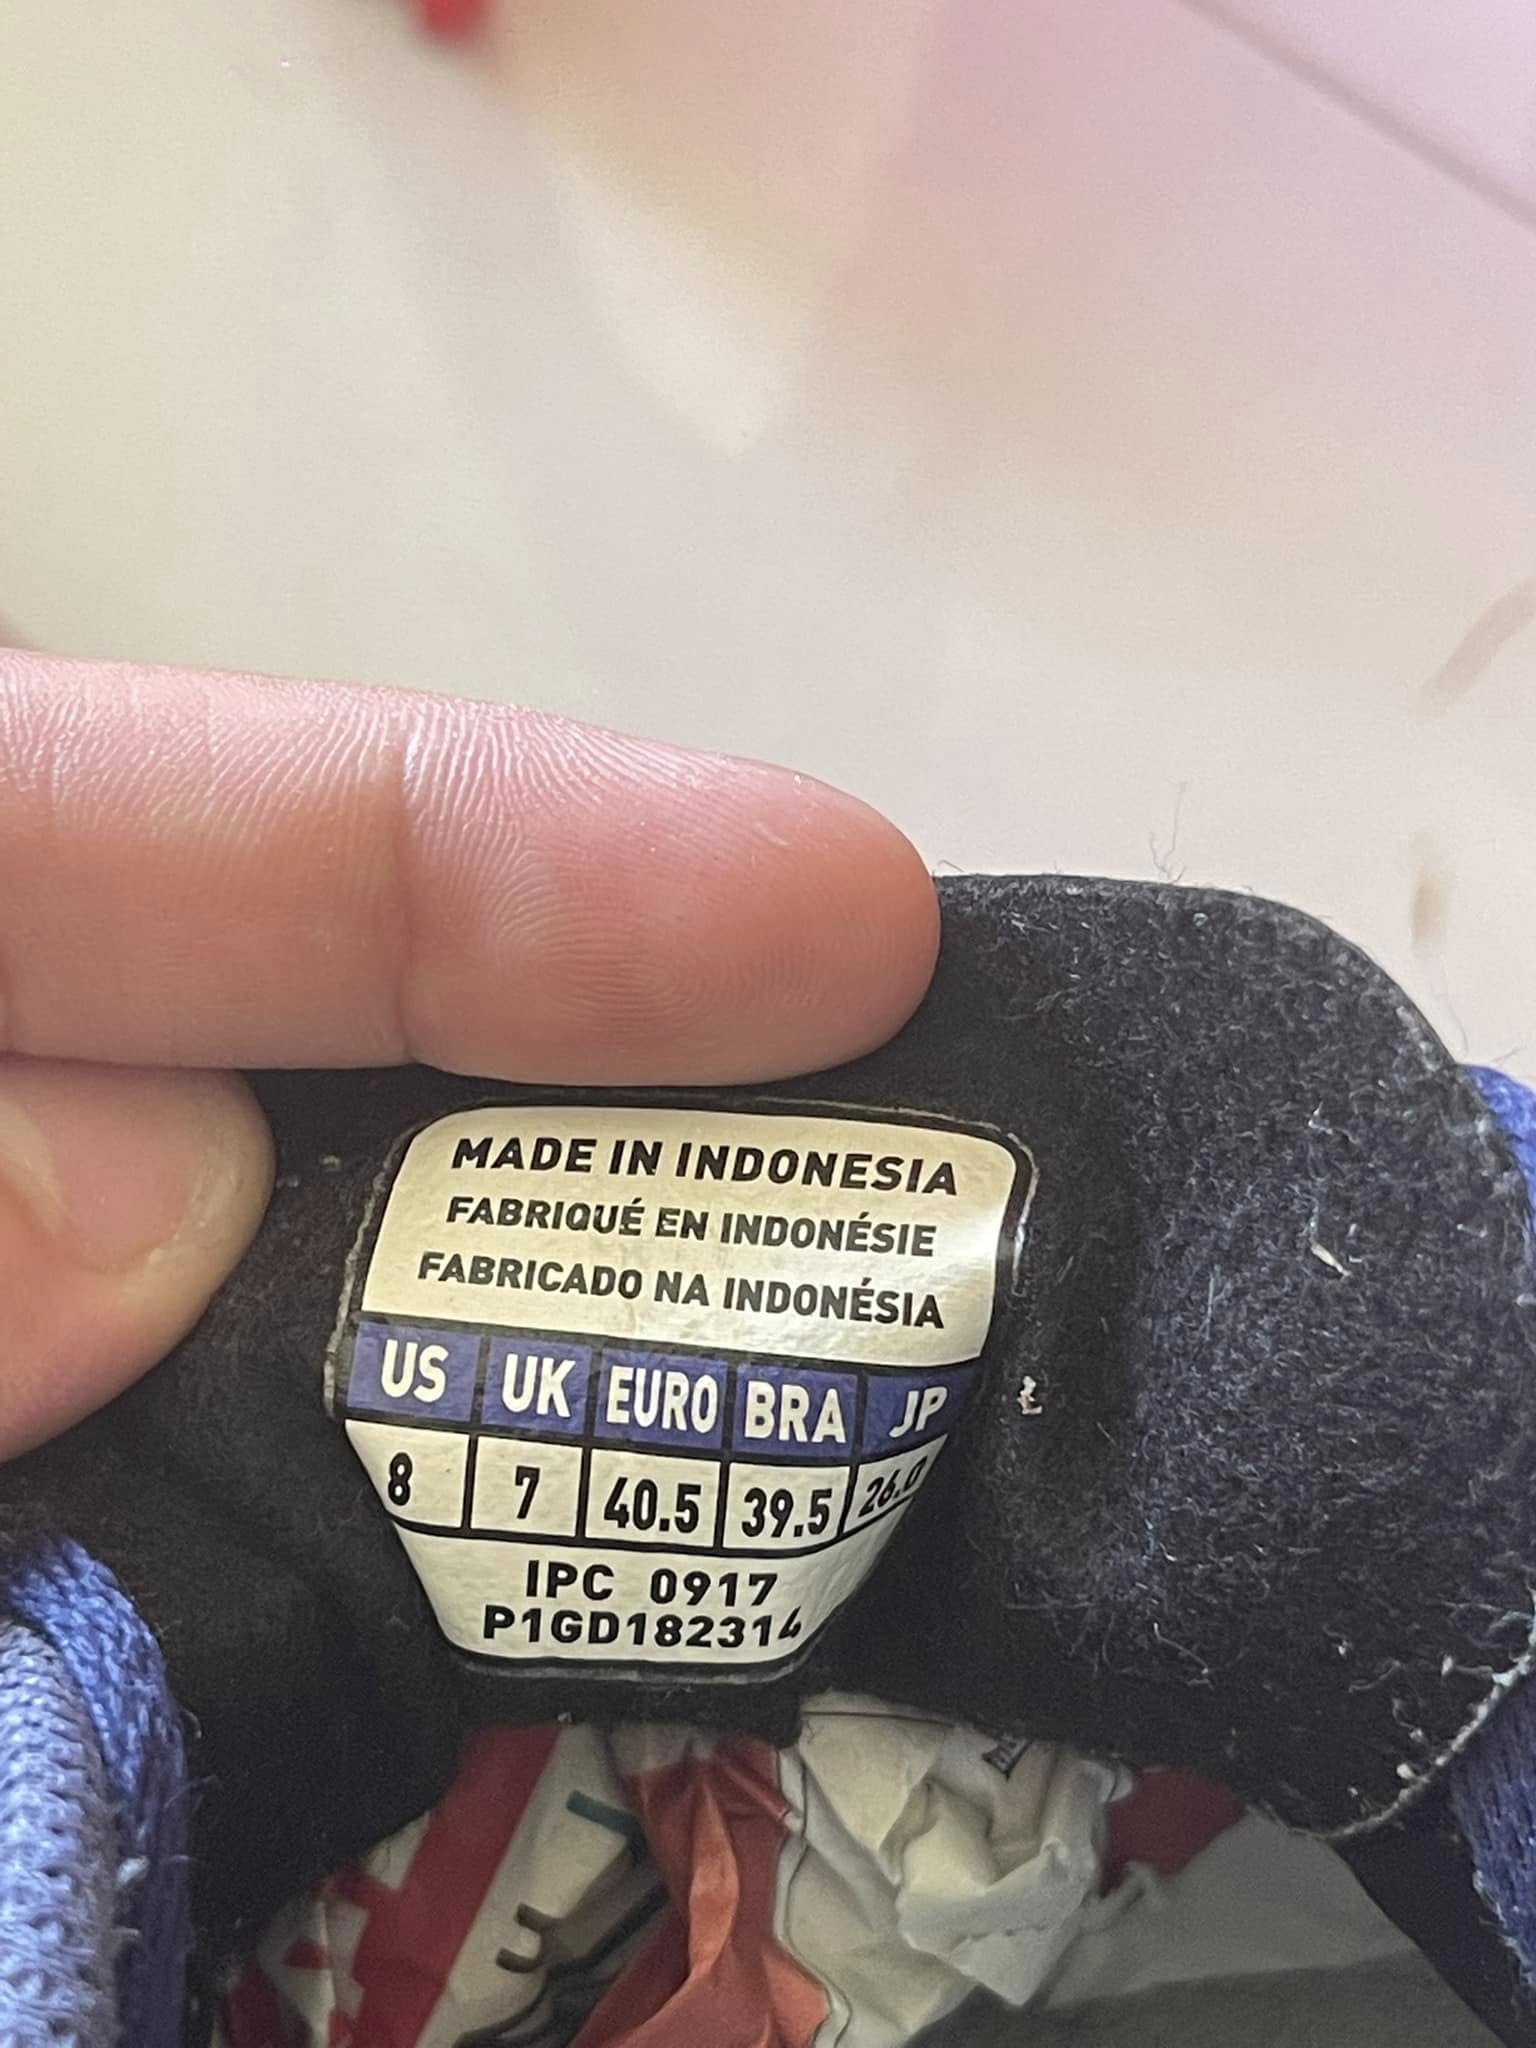 MADE IN INDONESIA
FABRIQUÉ EN INDONÉSIE
FABRICADO NA INDONÉSIA
US UK EURO BRA JP
8 7 40.5 39.5 26.0
IPC 0917
P1GD182314